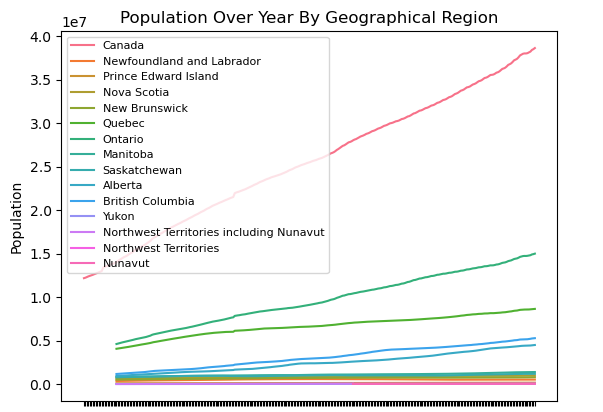 Population Over Year By Geographical Region
1e7
4.0
3.5
3.0
2.5
2.0
1.5
1.0
0.5
0.0
Population
Canada
Newfoundland and Labrador
Prince Edward Island
Nova Scotia
New Brunswick
Quebec
Ontario
Manitoba
Saskatchewan
Alberta
British Columbia
Yukon
Northwest Territories including Nunavut
Northwest Territories
Nunavut